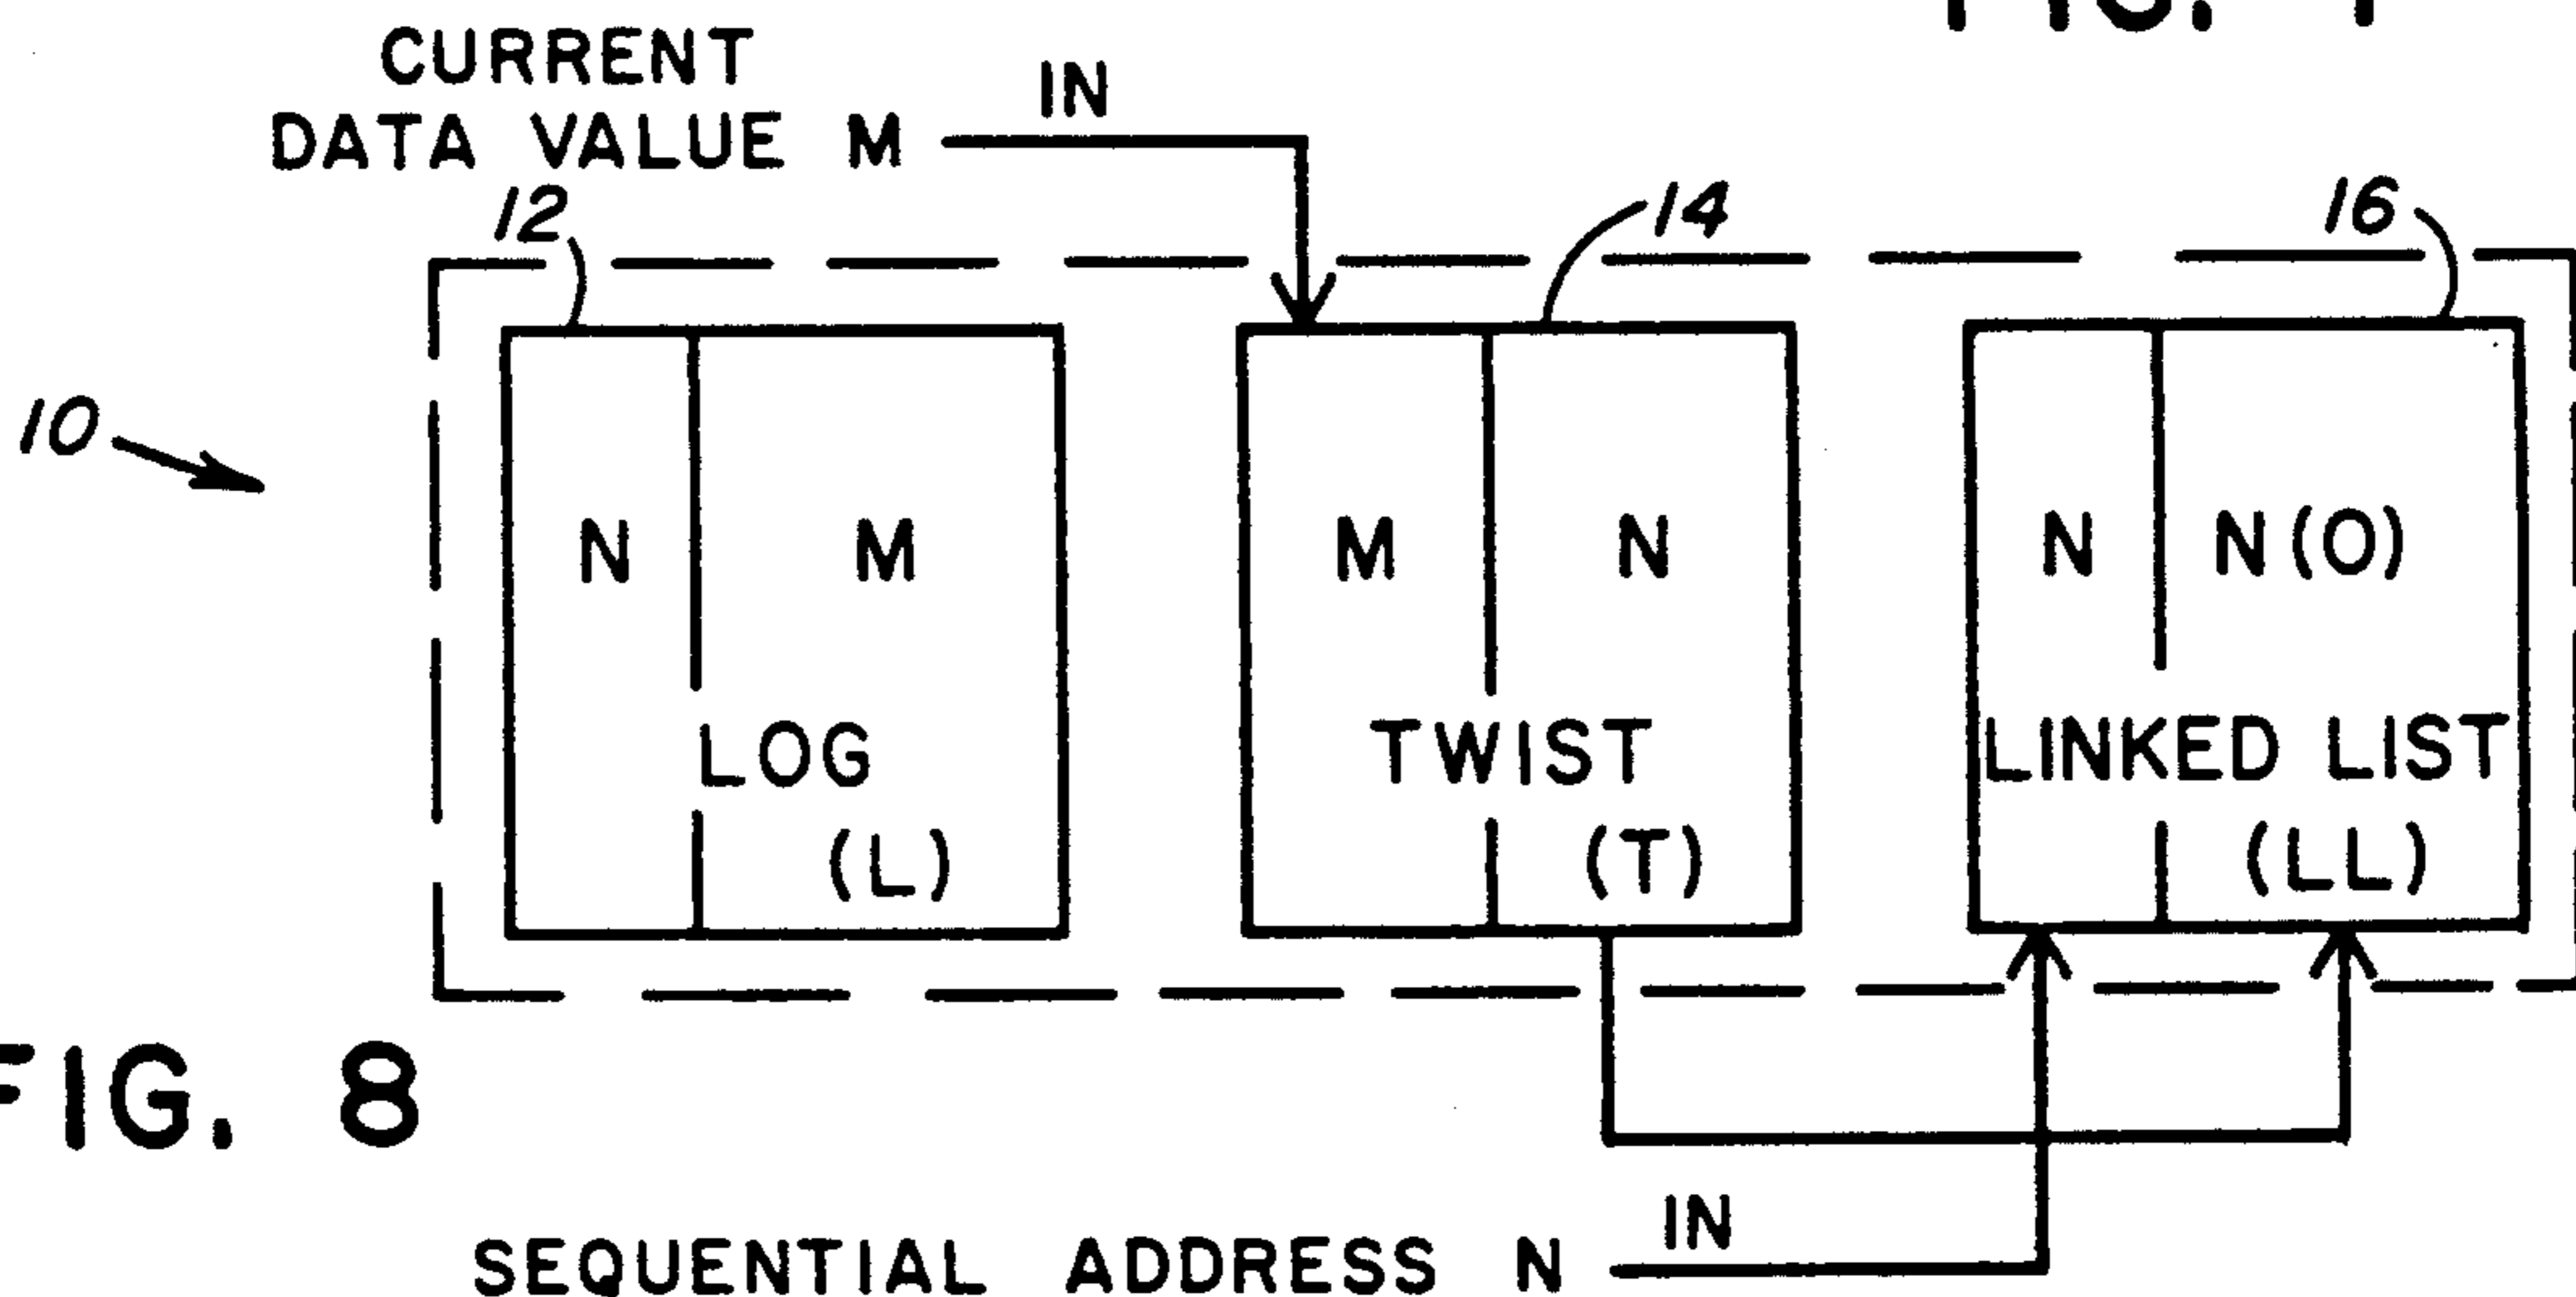 CURRENT
DATA VALUE M
IN
12
14
16
10
N M
M N
N N(O)
LOG
(L)
TWIST
(T)
LINKED LIST
(LL)
FIG. 8
IN
SEQUENTIAL ADDRESS N